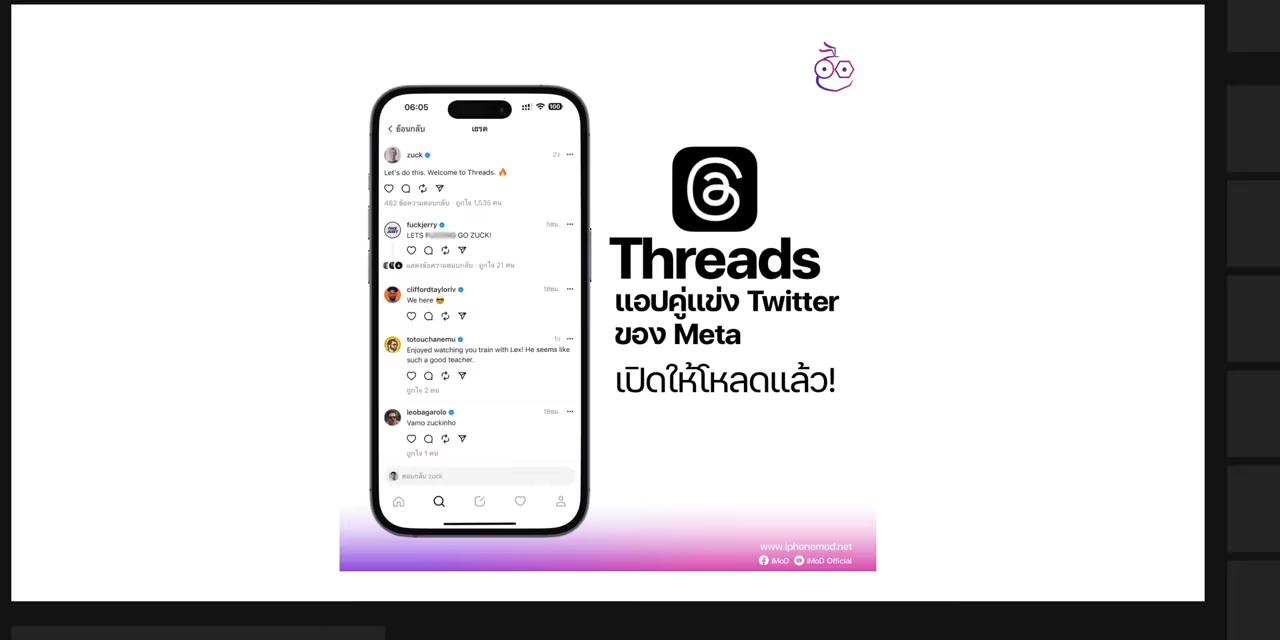 06:05
100
ย้อนกลับ
เธรด
zuck
2ว
Let's do this. Welcome to Threads. 🔥
482 ข้อความตอบกลับ · ถูกใจ 1,535 คน
fuckjerry
5ชม.
LETS GO ZUCK!
แสดงข้อความตอบกลับ · ถูกใจ 21 คน
cliffordtayloriv
18ชม.
We here 😎
totouchanemu
1ว
Enjoyed watching you train with Lex! He seems like
such a good teacher.
ถูกใจ 2 คน
leobagarolo
18ชม.
Vamo zuckinho
ถูกใจ 1 คน
ตอบกลับ zuck
Threads
แอปคู่แข่ง Twitter
ของ Meta
เปิดให้โหลดแล้ว!
www.iphonemod.net
iMoD iMoD Official